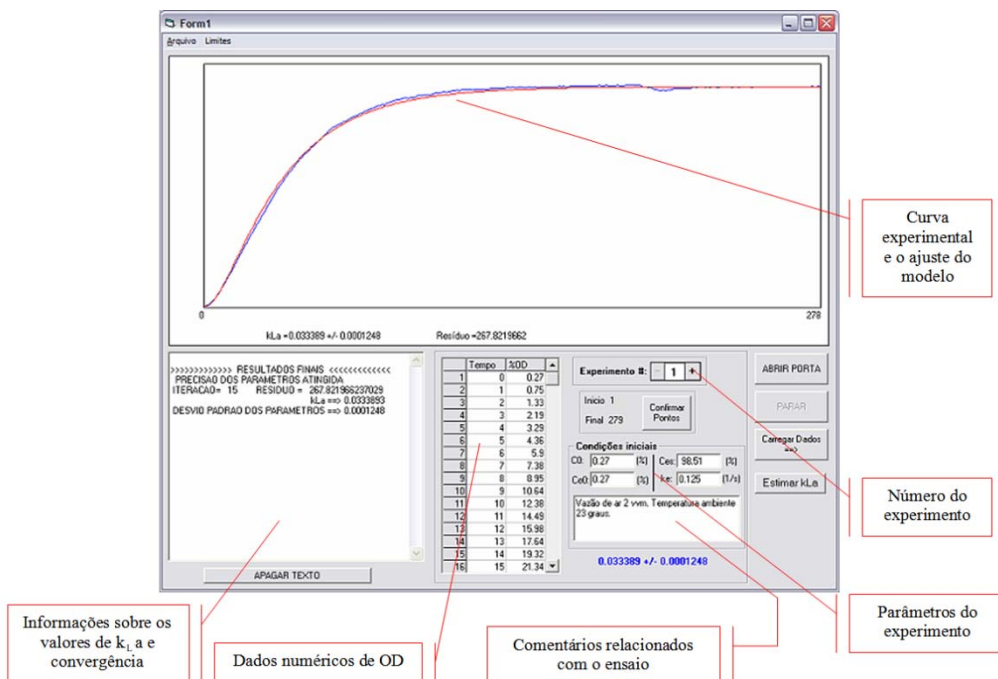 Form1
Arquivo Limites
0
278
kLa =0.033389 +/- 0.0001248 Resíduo =267.8219662
>>>>>>>>>>>>> RESULTADOS FINAIS <<<<<<<<<<<<<
PRECISAO DOS PARAMETROS ATINGIDA
ITERACAO= 15 RESIDUO = 267.821966237029
kLa ==> 0.0333893
DESVIO PADRAO DOS PARAMETROS ==> 0.0001248
APAGAR TEXTO
Tempo %OD
1 0 0.27
2 1 0.75
3 2 1.33
4 3 2.19
5 4 3.29
6 5 4.36
7 6 5.9
8 7 7.38
9 8 8.95
10 9 10.64
11 10 12.38
12 11 14.49
13 12 15.98
14 13 17.64
15 14 19.32
16 15 21.34
Experimento #: - 1 +
Inicio 1
Final 279
Confirmar
Pontos
Condições iniciais
C0: 0.27 (%) Ces: 98.51 (%)
Ce0: 0.27 (%) ke: 0.125 (1/s)
Vazão de ar 2 vvm. Temperatura ambiente
23 graus.
0.033389 +/- 0.0001248
ABRIR PORTA
PARAR
Carregar Dados
==>
Estimar kLa
Curva
experimental
e o ajuste do
modelo
Número do
experimento
Parâmetros do
experimento
Informações sobre os
valores de kL a e
convergência
Dados numéricos de OD
Comentários relacionados
com o ensaio